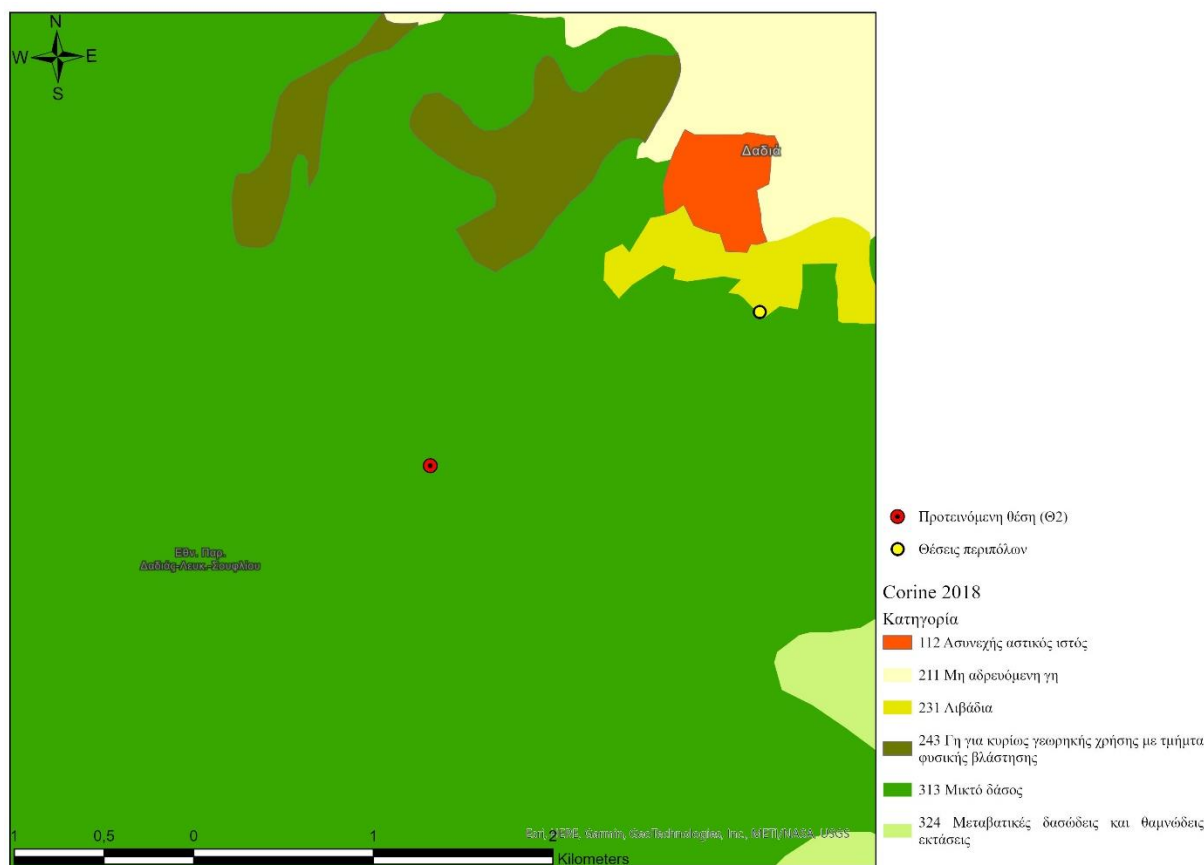 N
W E
S
Δαδιά
Εθν. Παρ.
Δαδιάς-Λευκ.-Σουφλίου
Προτεινόμενη θέση (Θ2)
Θέσεις περιπόλων
Corine 2018
Κατηγορία
112 Ασυνεχής αστικός ιστός
211 Μη αδρευόμενη γη
231 Λιβάδια
243 Γη για κυρίως γεωρηκής χρήσης με τμήμτα
φυσικής βλάστησης
313 Μικτό δάσος
324 Μεταβατικές δασώδεις και θαμνώδεις
εκτάσεις
1 0,5 0 1 2
Kilometers
Esri, HERE, Garmin, GeoTechnologies, Inc., METI/NASA, USGS